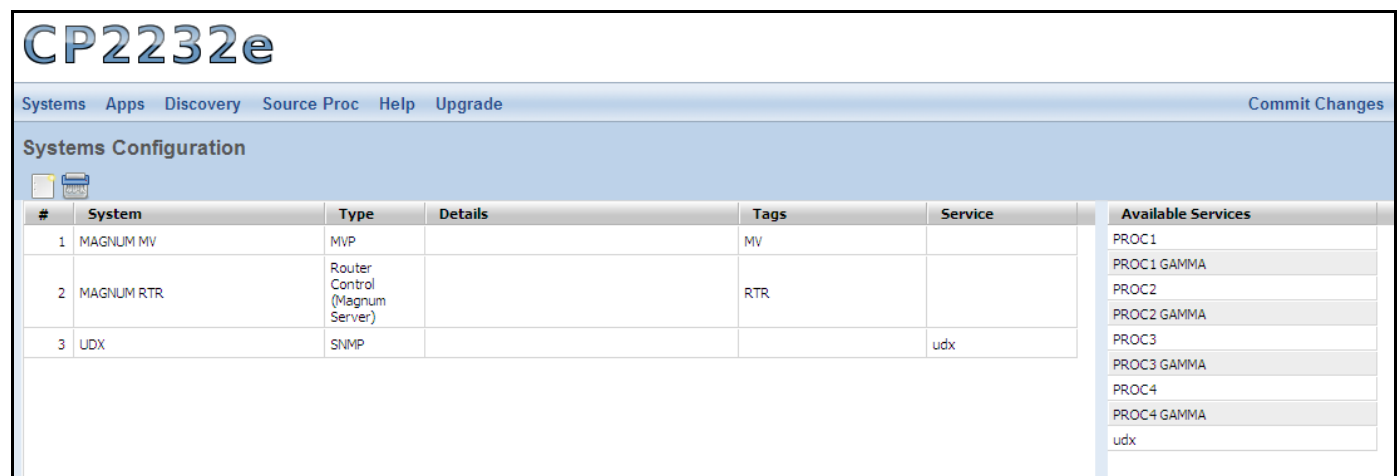 CP2232e
Systems Apps Discovery Source Proc Help Upgrade Commit Changes
Systems Configuration
# System Type Details Tags Service Available Services
1 MAGNUM MV MVP MV
2 MAGNUM RTR Router Control (Magnum Server) RTR
3 UDX SNMP udx
PROC1
PROC1 GAMMA
PROC2
PROC2 GAMMA
PROC3
PROC3 GAMMA
PROC4
PROC4 GAMMA
udx